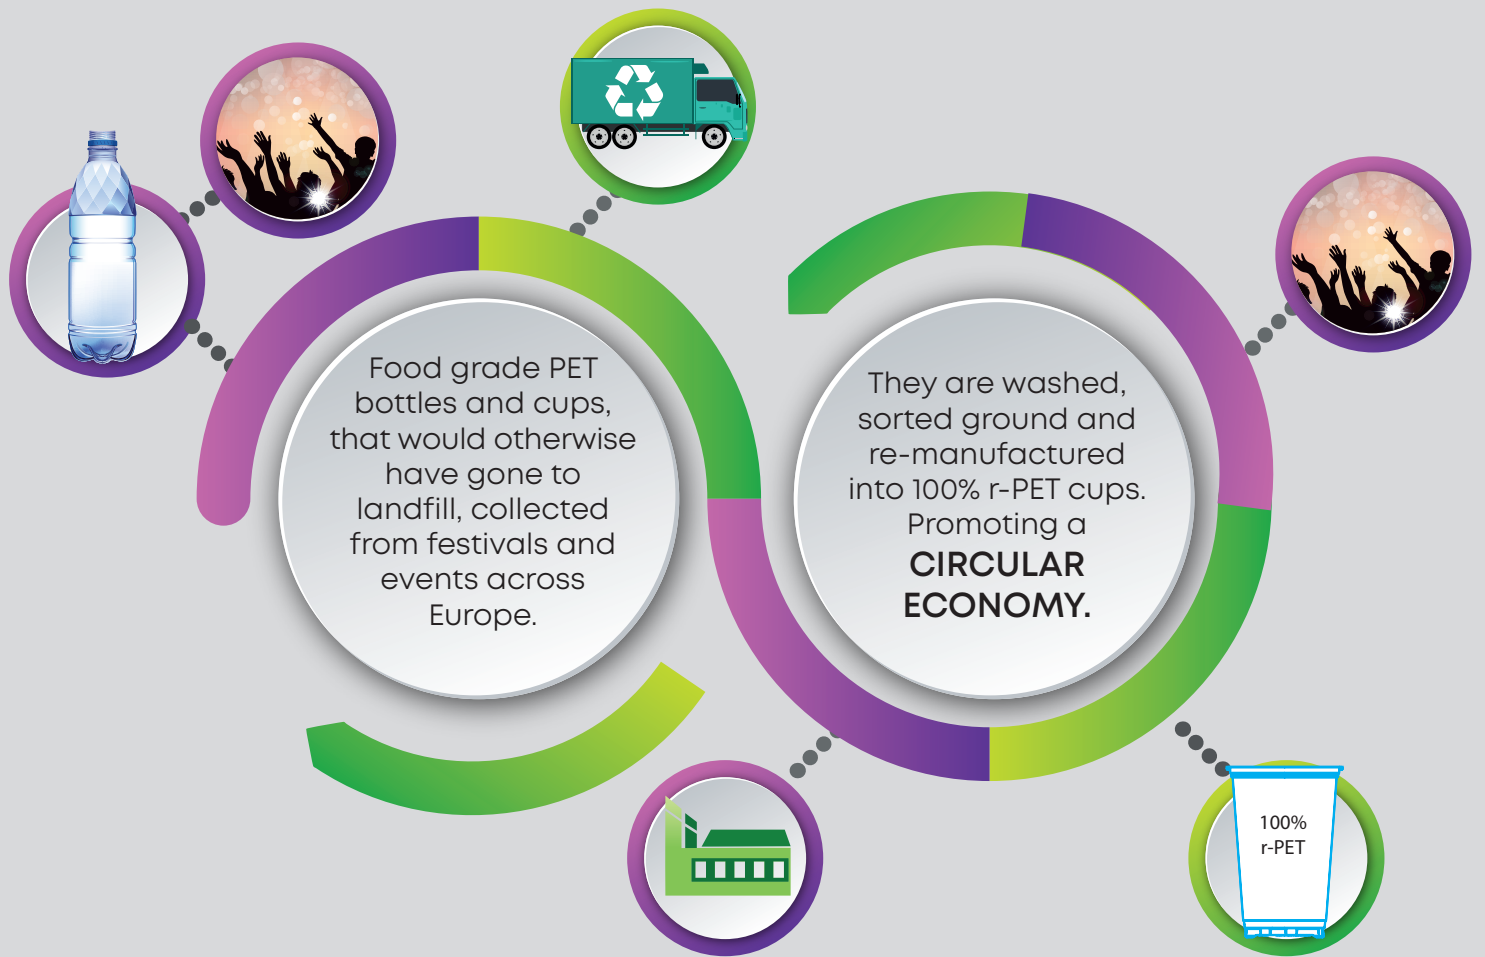 Food grade PET
bottles and cups,
that would otherwise
have gone to
landfill, collected
from festivals and
events across
Europe.
They are washed,
sorted ground and
re-manufactured
into 100% r-PET cups.
Promoting a
CIRCULAR
ECONOMY.
100%
r-PET